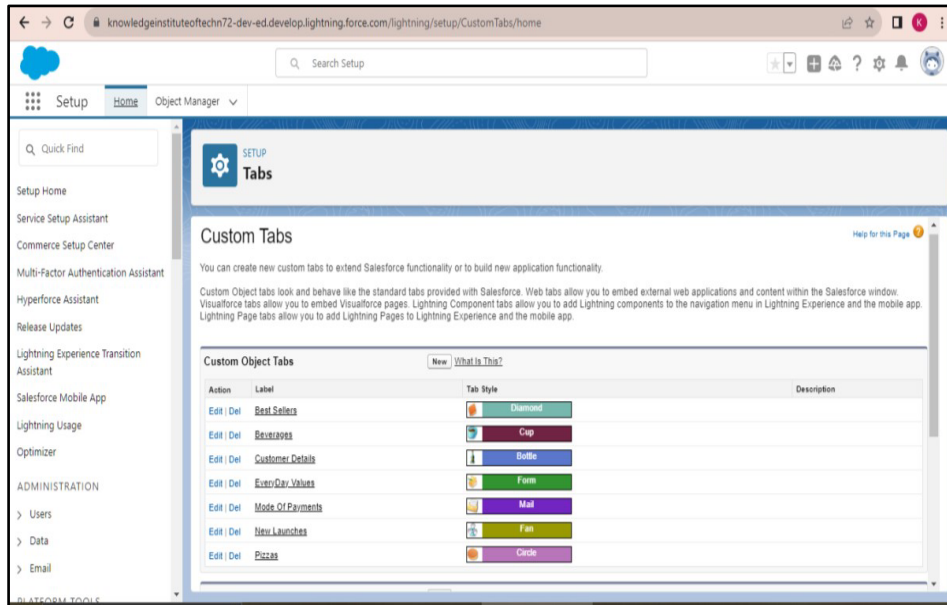 knowledgeinstituteoftechn72-dev-ed.develop.lightning.force.com/lightning/setup/CustomTabs/home
K
Search Setup
Setup Home Object Manager
Quick Find
Setup Home
Service Setup Assistant
Commerce Setup Center
Multi-Factor Authentication Assistant
Hyperforce Assistant
Release Updates
Lightning Experience Transition
Assistant
Salesforce Mobile App
Lightning Usage
Optimizer
ADMINISTRATION
Users
Data
Email
PLATFORM TOOLS
SETUP
Tabs
Custom Tabs
Help for this Page
You can create new custom tabs to extend Salesforce functionality or to build new application functionality.
Custom Object tabs look and behave like the standard tabs provided with Salesforce. Web tabs allow you to embed external web applications and content within the Salesforce window.
Visualforce tabs allow you to embed Visualforce pages. Lightning Component tabs allow you to add Lightning components to the navigation menu in Lightning Experience and the mobile app.
Lightning Page tabs allow you to add Lightning Pages to Lightning Experience and the mobile app.
Custom Object Tabs New What Is This?
Action Label Tab Style Description
Edit | Del Best Sellers Diamond
Edit | Del Beverages Cup
Edit | Del Customer Details Bottle
Edit | Del EveryDay Values Form
Edit | Del Mode Of Payments Mail
Edit | Del New Launches Fan
Edit | Del Pizzas Circle